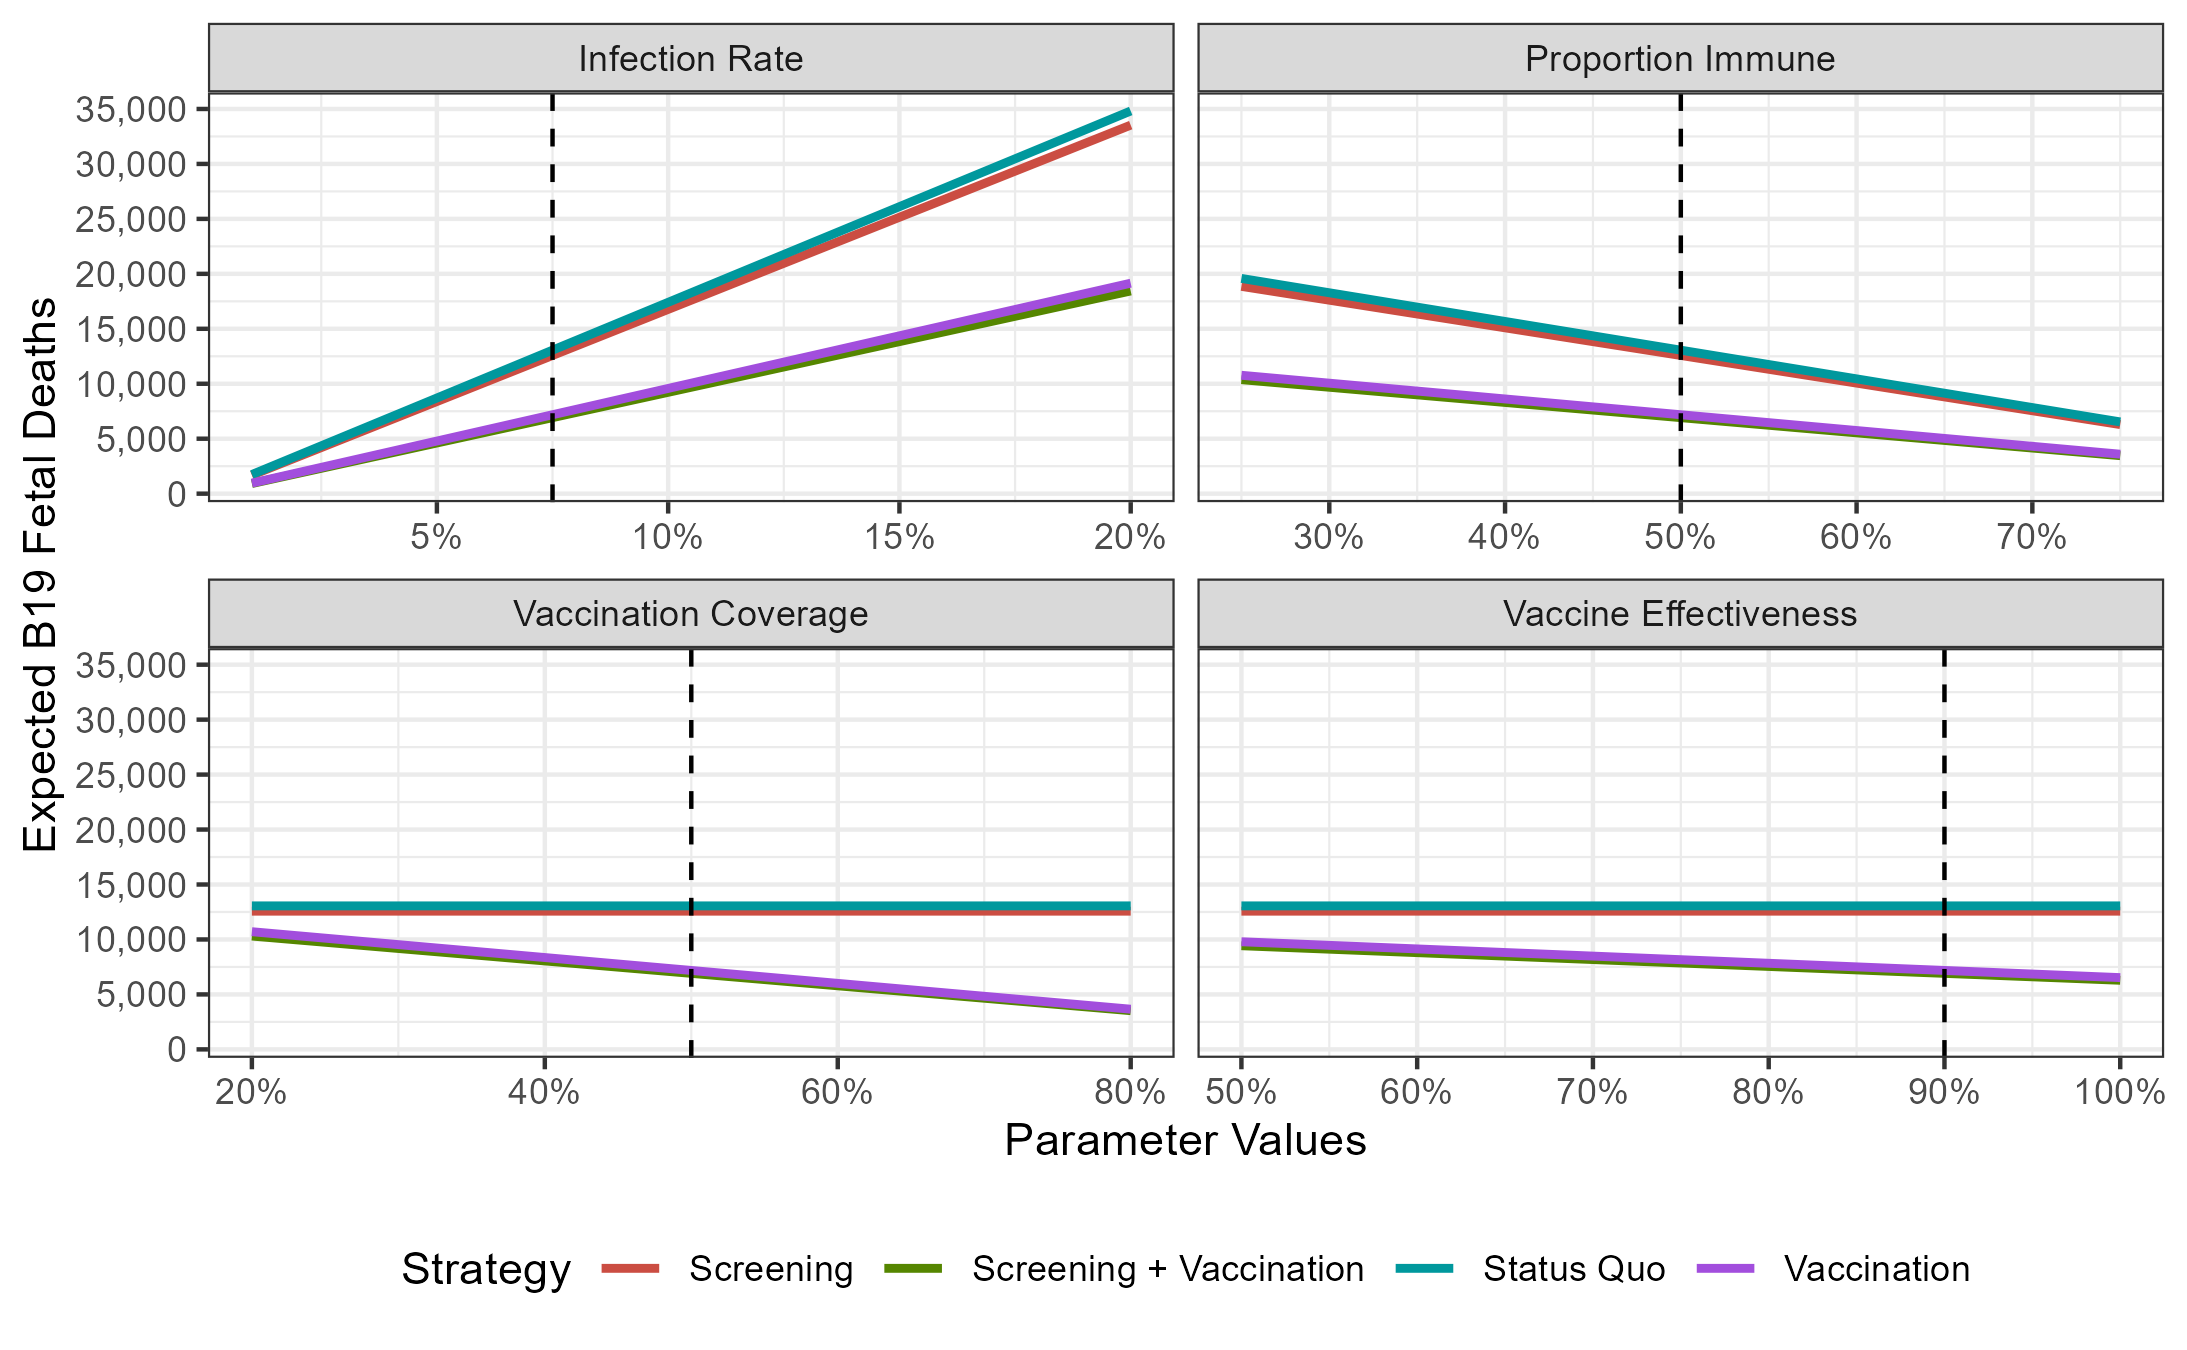 Infection Rate
Proportion Immune
35,000
30,000
25,000
20,000
15,000
10,000
5,000
0
5% 10% 15% 20%
30% 40% 50% 60% 70%
Expected B19 Fetal Deaths
Vaccination Coverage
Vaccine Effectiveness
35,000
30,000
25,000
20,000
15,000
10,000
5,000
0
20% 40% 60% 80%
50% 60% 70% 80% 90% 100%
Parameter Values
Strategy Screening Screening + Vaccination Status Quo Vaccination